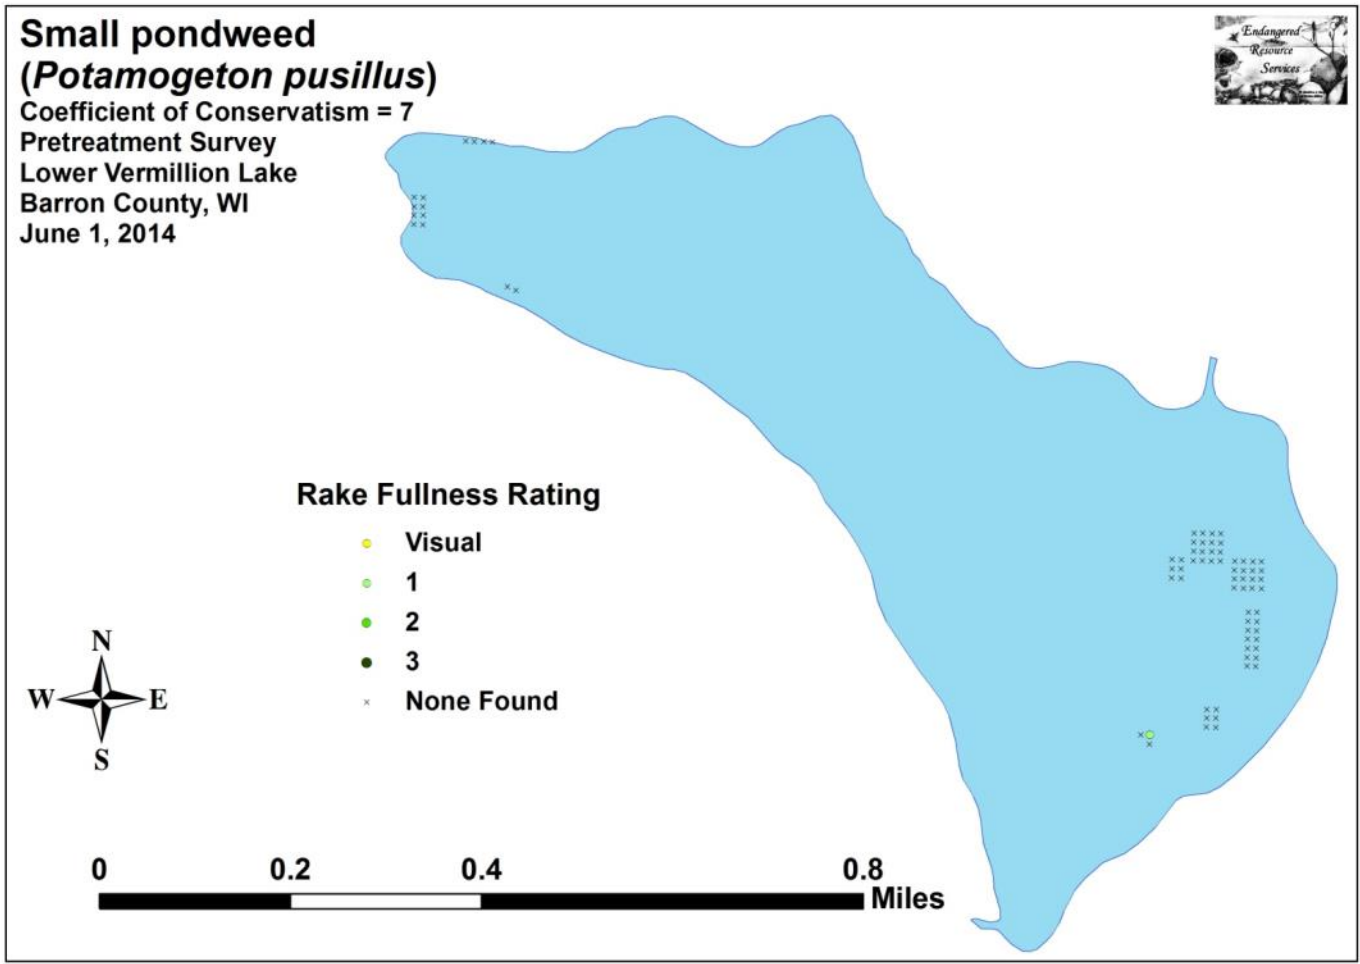 Small pondweed
(Potamogeton pusillus)
Coefficient of Conservatism = 7
Pretreatment Survey
Lower Vermillion Lake
Barron County, WI
June 1, 2014
Endangered
Resource
Services
Rake Fullness Rating
Visual
1
2
3
None Found
N
W E
S
0 0.2 0.4 0.8
Miles